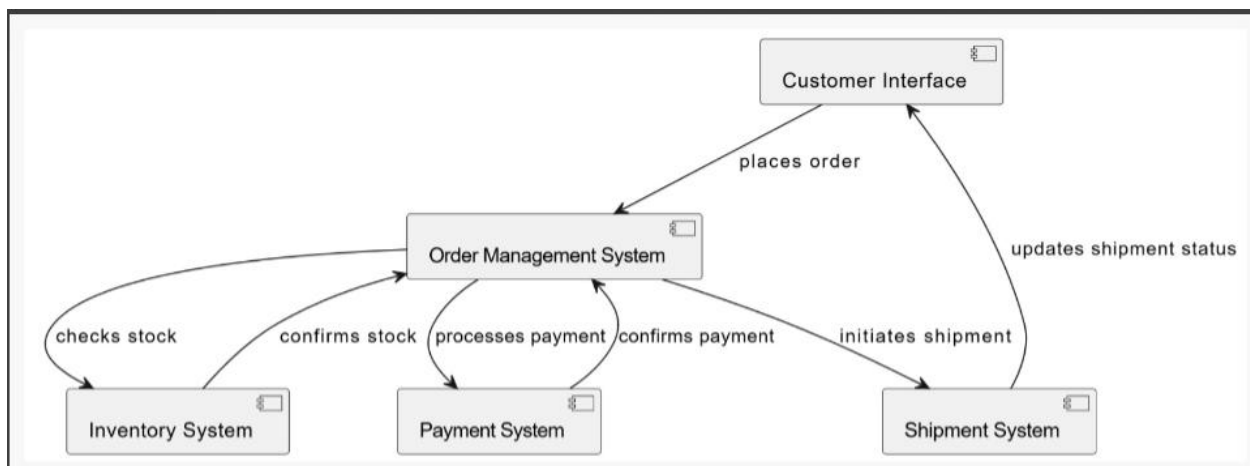 Customer Interface
places order
Order Management System
updates shipment status
checks stock
confirms stock
processes payment
confirms payment
initiates shipment
Inventory System
Payment System
Shipment System